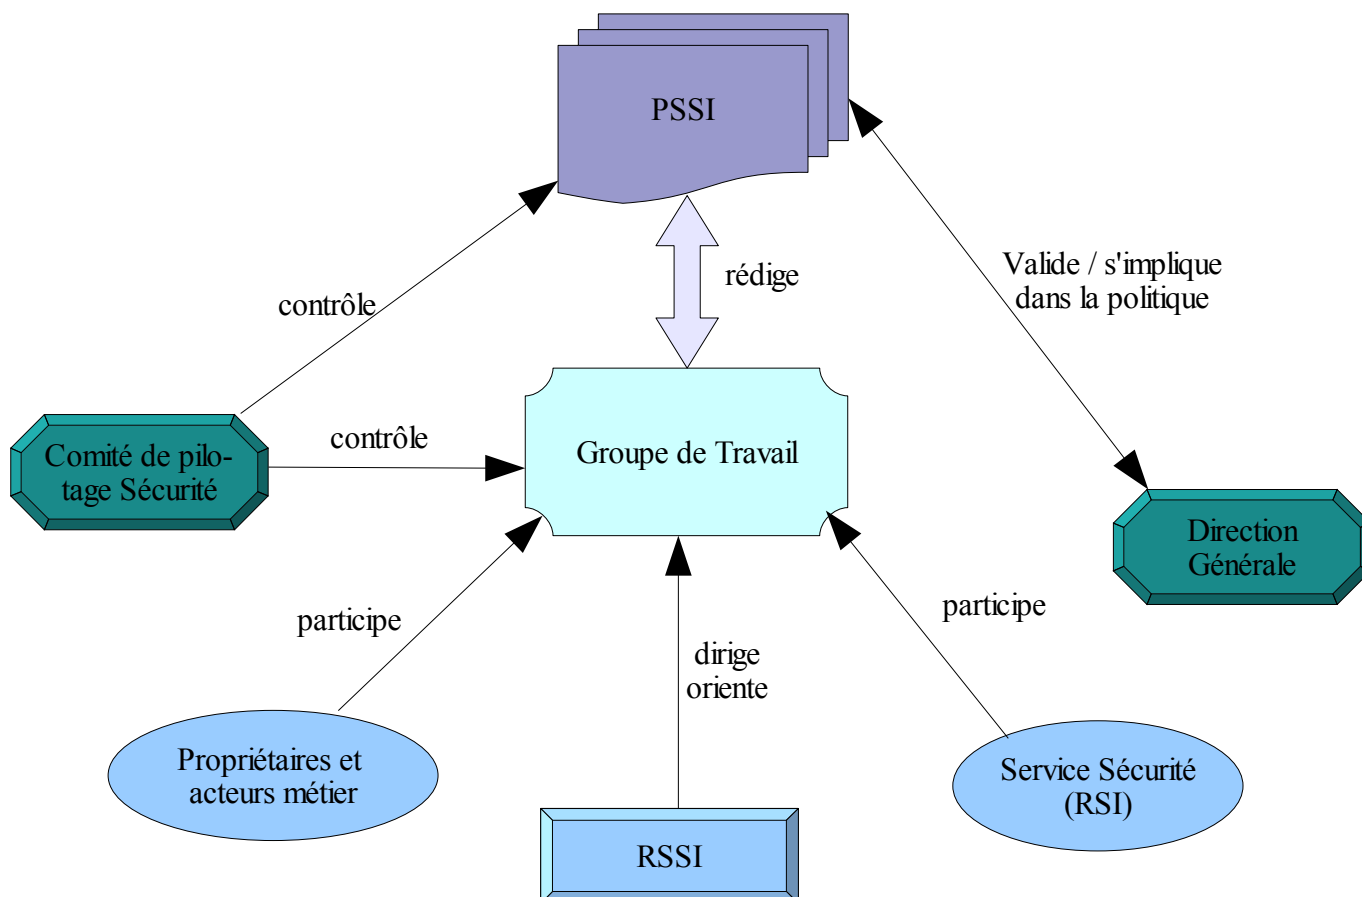 PSSI
Valide / s'implique
dans la politique
rédige
contrôle
contrôle
Groupe de Travail
Comité de pilo-
tage Sécurité
Direction
Générale
participe
participe
dirige
oriente
Propriétaires et
acteurs métier
Service Sécurité
(RSI)
RSSI